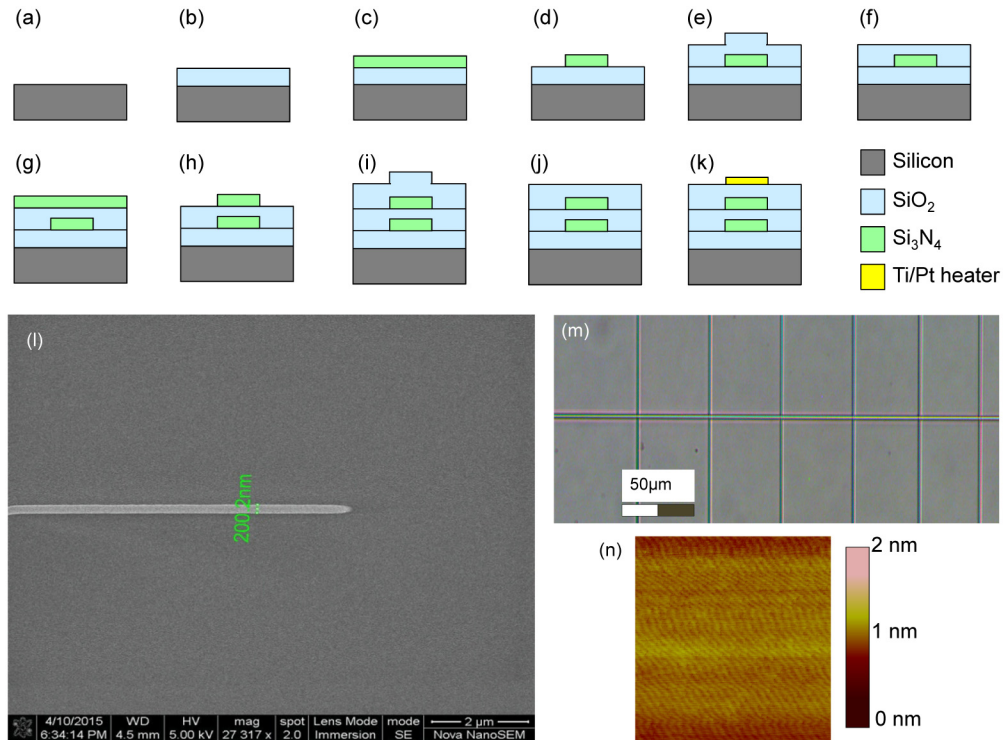 (a) (b) (c) (d) (e) (f)
(g) (h) (i) (j) (k)
Silicon
SiO2
Si3N4
Ti/Pt heater
(l)
200.2nm
4/10/2015 WD HV mag spot Lens Mode mode 2 µm
6:34:14 PM 4.5 mm 5.00 kV 27 317 x 2.0 Immersion SE Nova NanoSEM
(m)
50µm
(n)
2 nm
1 nm
0 nm